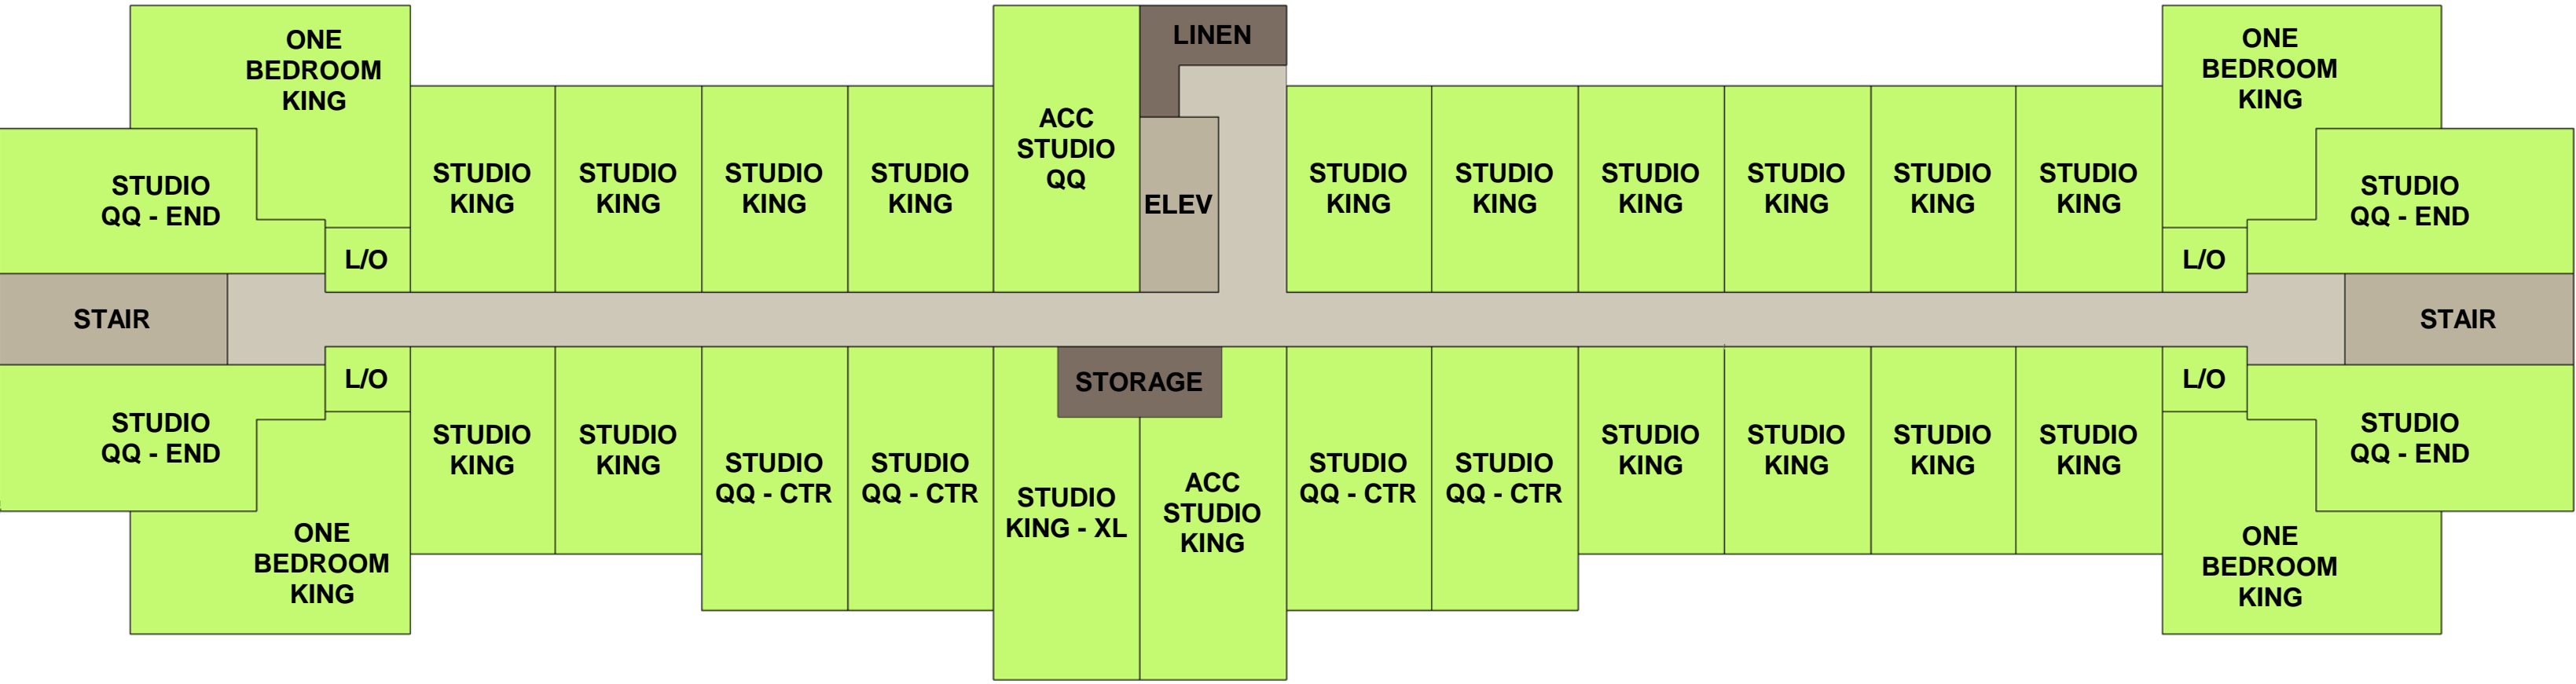 ONE
BEDROOM
KING
LINEN
ONE
BEDROOM
KING
STUDIO
QQ - END
STUDIO
KING
STUDIO
KING
STUDIO
KING
STUDIO
KING
ACC
STUDIO
QQ
ELEV
STUDIO
KING
STUDIO
KING
STUDIO
KING
STUDIO
KING
STUDIO
KING
STUDIO
KING
STUDIO
QQ - END
L/O
L/O
STAIR
STAIR
L/O
STORAGE
L/O
STUDIO
QQ - END
STUDIO
KING
STUDIO
KING
STUDIO
QQ - CTR
STUDIO
QQ - CTR
STUDIO
KING - XL
ACC
STUDIO
KING
STUDIO
QQ - CTR
STUDIO
QQ - CTR
STUDIO
KING
STUDIO
KING
STUDIO
KING
STUDIO
KING
STUDIO
QQ - END
ONE
BEDROOM
KING
ONE
BEDROOM
KING